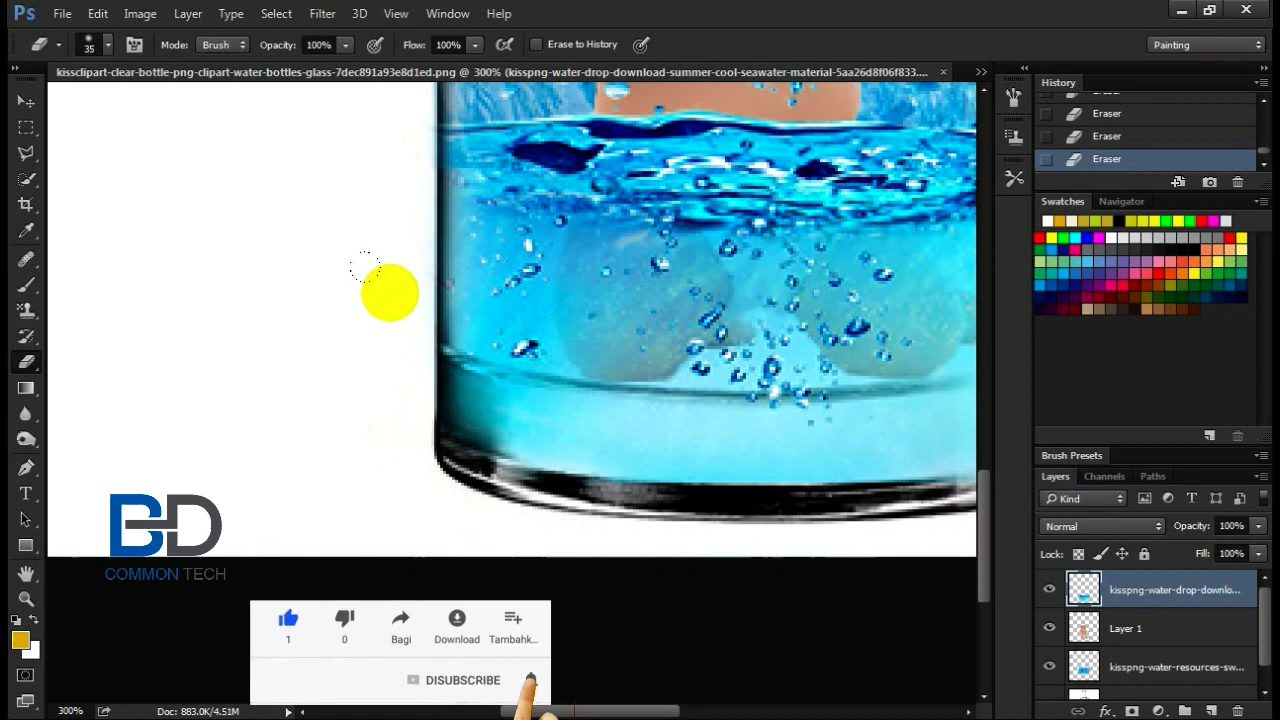 Ps File Edit Image Layer Type Select Filter 3D View Window Help
35 Mode: Brush Opacity: 100% Flow: 100% Erase to History Painting
kissclipart-clear-bottle-png-clipart-water-bottles-glass-7dec891a93e8d1ed.png @ 300% (kisspng-water-drop-download-summer-cool-seawater-material-5aa26d8f06f833....
History
Eraser
Eraser
Eraser
Swatches Navigator
Brush Presets
Layers Channels Paths
Kind
Normal Opacity: 100%
Lock: Fill: 100%
kisspng-water-drop-downlo...
Layer 1
kisspng-water-resources-sw...
BD
COMMON TECH
1 0 Bagi Download Tambahk...
DISUBSCRIBE
300% Doc: 883.0K/4.51M